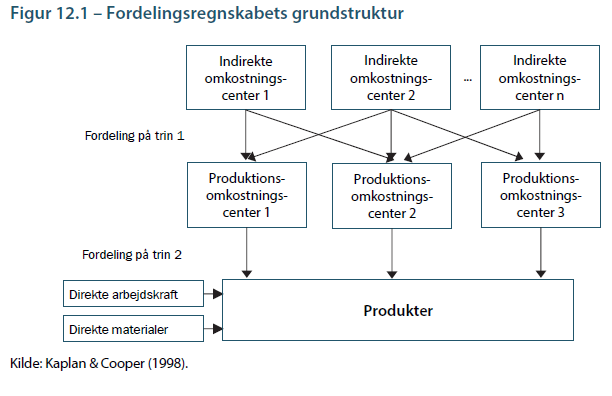 Figur 12.1 – Fordelingsregnskabets grundstruktur
Indirekte
omkostnings-
center 1
Indirekte
omkostnings-
center 2
...
Indirekte
omkostnings-
center n
Fordeling på trin 1
Produktions-
omkostnings-
center 1
Produktions-
omkostnings-
center 2
Produktions-
omkostnings-
center 3
Fordeling på trin 2
Direkte arbejdskraft
Direkte materialer
Produkter
Kilde: Kaplan & Cooper (1998).